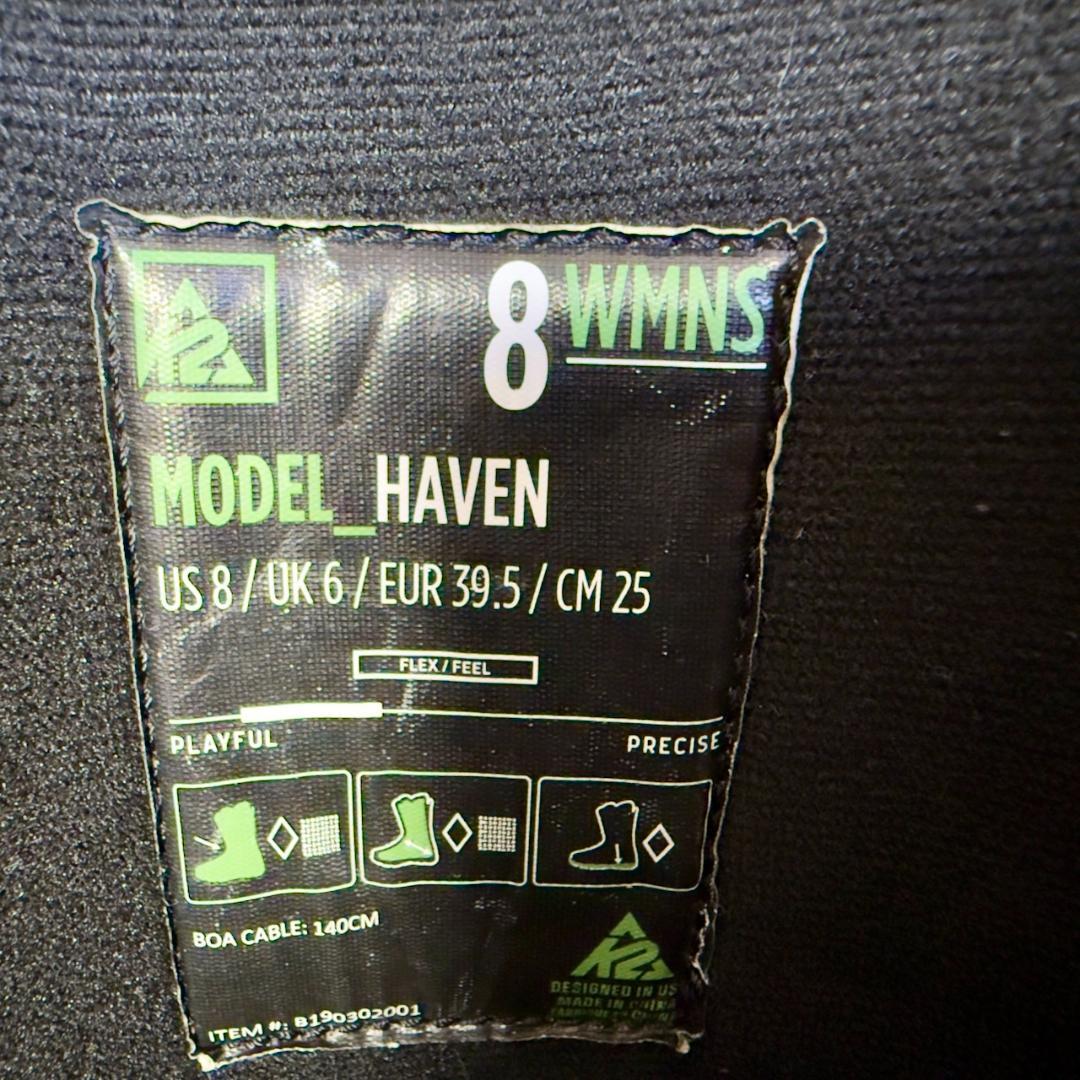 K2
8 WMNS
MODEL_HAVEN
US 8 / UK 6 / EUR 39.5 / CM 25
FLEX / FEEL
PLAYFUL PRECISE
BOA CABLE: 140CM
K2
DESIGNED IN US
MADE IN CHINA
ITEM #: B190302001